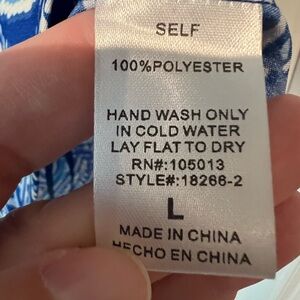 SELF
100%POLYESTER
HAND WASH ONLY
IN COLD WATER
LAY FLAT TO DRY
RN#:105013
STYLE#:18266-2
L
MADE IN CHINA
HECHO EN CHINA